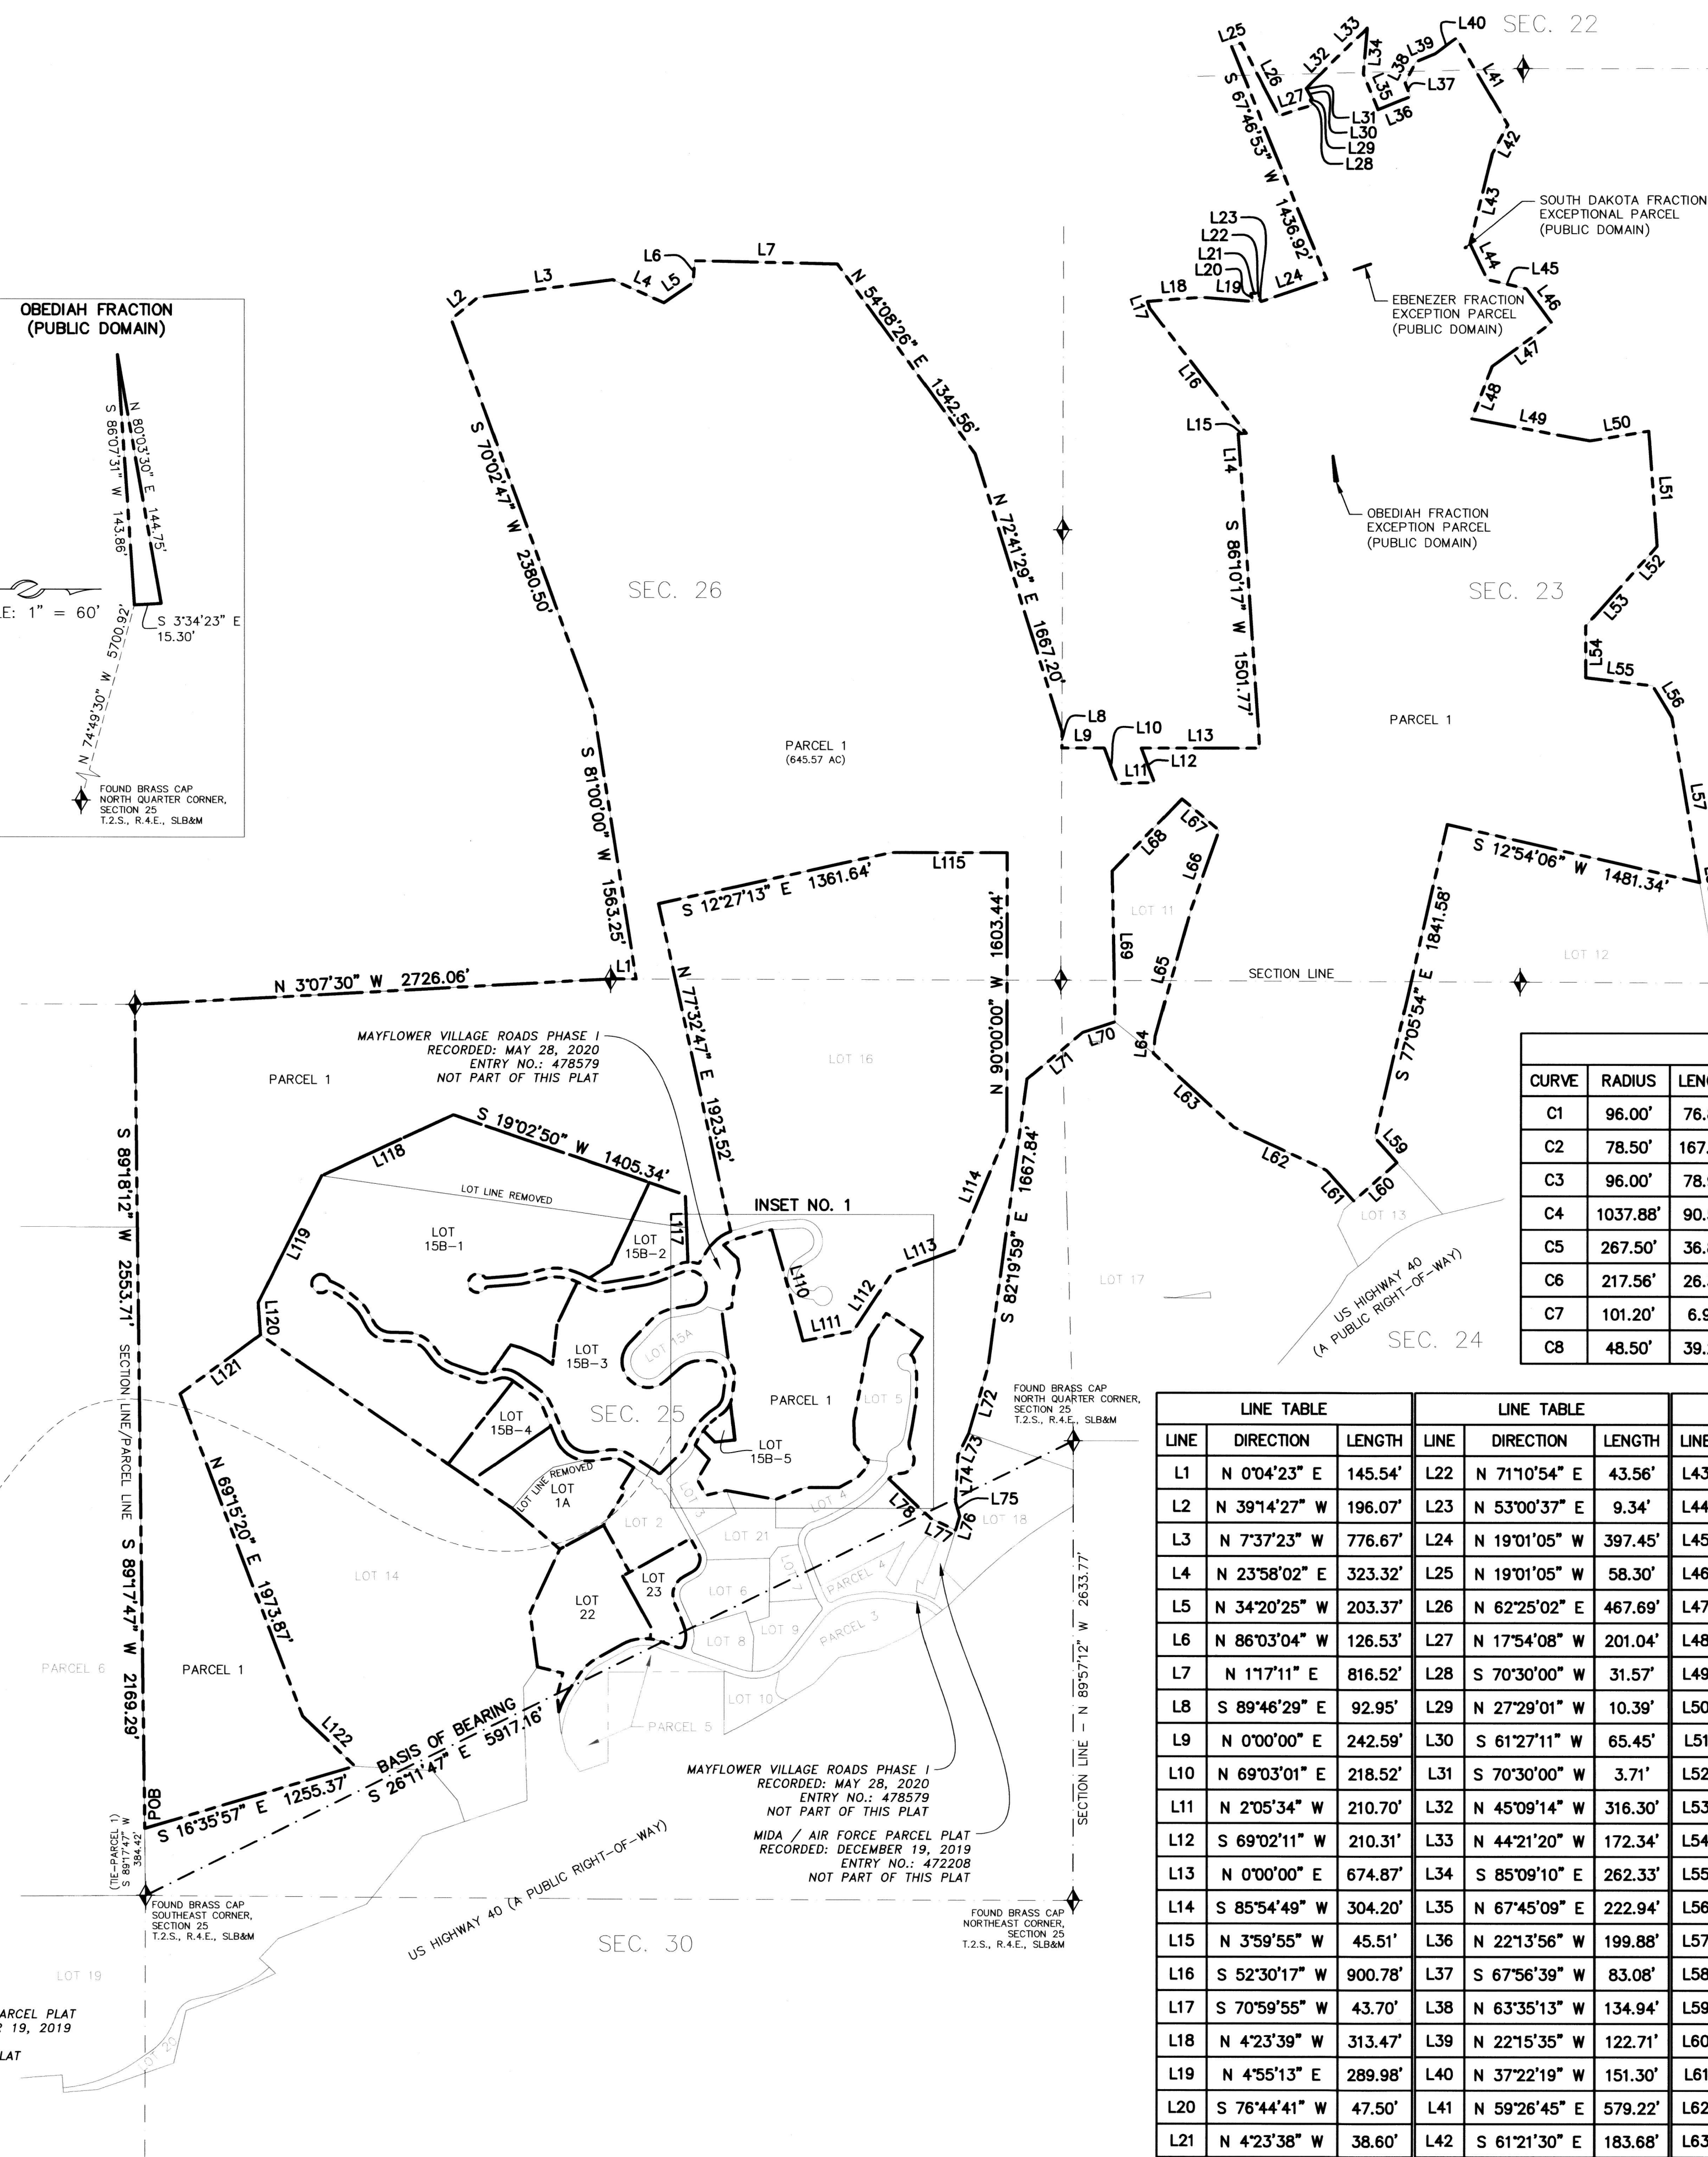 SEC. 22
L25
L26
L27
L32
L33
L34
L35
L36
L38
L39
L40
L37
L41
L42
L43
L31
L30
L29
L28
S 67°46'53" W 1436.92'
SOUTH DAKOTA FRACTION
EXCEPTIONAL PARCEL
(PUBLIC DOMAIN)
L44
L45
L46
L47
L48
L49
L50
L51
L52
L53
L54
L55
L56
L57
L23
L22
L21
L20
L19
L24
L18
L17
L16
L15
L14
EBENEZER FRACTION
EXCEPTION PARCEL
(PUBLIC DOMAIN)
OBEDIAH FRACTION
EXCEPTION PARCEL
(PUBLIC DOMAIN)
SEC. 23
PARCEL 1
S 86°10'17" W 1501.77'
OBEDIAH FRACTION
(PUBLIC DOMAIN)
S 86°07'31" W 143.86'
N 80°03'30" E 144.75'
LE: 1" = 60'
S 3°34'23" E
15.30'
N 74°49'30" W 5700.92'
FOUND BRASS CAP
NORTH QUARTER CORNER,
SECTION 25
T.2.S., R.4.E., SLB&M
L2
L3
L4
L5
L6
L7
N 54°08'26" E 1342.56'
N 72°41'29" E 1667.20'
S 70°02'47" W 2380.50'
SEC. 26
PARCEL 1
(645.57 AC)
S 81°00'00" W 1563.25'
L8
L9
L10
L11
L12
L13
L67
L68
L66
L65
L69
L64
LOT 11
L70
L71
L63
L62
L61
L60
L59
S 12°54'06" W 1481.34'
S 77°05'54" E 1841.58'
LOT 12
SECTION LINE
LOT 13
LOT 17
US HIGHWAY 40
(A PUBLIC RIGHT-OF-WAY)
SEC. 24
S 12°27'13" E 1361.64'
L115
N 90°00'00" W 1603.44'
L1
N 3°07'30" W 2726.06'
N 77°32'47" E 1923.52'
LOT 16
MAYFLOWER VILLAGE ROADS PHASE I
RECORDED: MAY 28, 2020
ENTRY NO.: 478579
NOT PART OF THIS PLAT
PARCEL 1
S 82°19'59" E 1667.84'
S 19°02'50" W 1405.34'
L118
LOT LINE REMOVED
L119
L120
L121
L117
INSET NO. 1
L114
L113
L112
L111
L110
LOT
15B-1
LOT
15B-2
LOT
15B-3
LOT 15A
LOT
15B-4
LOT
15B-5
SEC. 25
PARCEL 1
LOT 5
LOT LINE REMOVED
LOT
1A
LOT 2
LOT 3
LOT 4
LOT 21
LOT 6
LOT 7
LOT 8
LOT 9
LOT 10
LOT 18
PARCEL 4
PARCEL 3
PARCEL 5
LOT
22
LOT
23
L72
L73
L74
L75
L76
L77
L78
FOUND BRASS CAP
NORTH QUARTER CORNER,
SECTION 25
T.2.S., R.4.E., SLB&M
S 89°18'12" W 2553.71'
SECTION LINE/PARCEL LINE
S 89°17'47" W 2169.29'
N 69°15'20" E 1973.87'
LOT 14
PARCEL 6
PARCEL 1
L122
BASIS OF BEARING
S 26°11'47" E 5917.16'
S 16°35'57" E 1255.37'
POB
(TIE-PARCEL 1)
S 89°17'47" W
384.42'
SECTION LINE - N 89°57'12" W 2633.77'
MAYFLOWER VILLAGE ROADS PHASE I
RECORDED: MAY 28, 2020
ENTRY NO.: 478579
NOT PART OF THIS PLAT
MIDA / AIR FORCE PARCEL PLAT
RECORDED: DECEMBER 19, 2019
ENTRY NO.: 472208
NOT PART OF THIS PLAT
FOUND BRASS CAP
SOUTHEAST CORNER,
SECTION 25
T.2.S., R.4.E., SLB&M
US HIGHWAY 40 (A PUBLIC RIGHT-OF-WAY)
SEC. 30
FOUND BRASS CAP
NORTHEAST CORNER,
SECTION 25
T.2.S., R.4.E., SLB&M
LOT 19
LOT 20
ARCEL PLAT
19, 2019
LAT
CURVE RADIUS LEN
C1 96.00' 76.
C2 78.50' 167.
C3 96.00' 78.
C4 1037.88' 90.
C5 267.50' 36.
C6 217.56' 26.
C7 101.20' 6.9
C8 48.50' 39.
LINE TABLE LINE TABLE
LINE DIRECTION LENGTH LINE DIRECTION LENGTH LINE
L1 N 0°04'23" E 145.54' L22 N 71°10'54" E 43.56' L43
L2 N 39°14'27" W 196.07' L23 N 53°00'37" E 9.34' L44
L3 N 7°37'23" W 776.67' L24 N 19°01'05" W 397.45' L45
L4 N 23°58'02" E 323.32' L25 N 19°01'05" W 58.30' L46
L5 N 34°20'25" W 203.37' L26 N 62°25'02" E 467.69' L47
L6 N 86°03'04" W 126.53' L27 N 17°54'08" W 201.04' L48
L7 N 1°17'11" E 816.52' L28 S 70°30'00" W 31.57' L49
L8 S 89°46'29" E 92.95' L29 N 27°29'01" W 10.39' L50
L9 N 0°00'00" E 242.59' L30 S 61°27'11" W 65.45' L51
L10 N 69°03'01" E 218.52' L31 S 70°30'00" W 3.71' L52
L11 N 2°05'34" W 210.70' L32 N 45°09'14" W 316.30' L53
L12 S 69°02'11" W 210.31' L33 N 44°21'20" W 172.34' L54
L13 N 0°00'00" E 674.87' L34 S 85°09'10" E 262.33' L55
L14 S 85°54'49" W 304.20' L35 N 67°45'09" E 222.94' L56
L15 N 3°59'55" W 45.51' L36 N 22°13'56" W 199.88' L57
L16 S 52°30'17" W 900.78' L37 S 67°56'39" W 83.08' L58
L17 S 70°59'55" W 43.70' L38 N 63°35'13" W 134.94' L59
L18 N 4°23'39" W 313.47' L39 N 22°15'35" W 122.71' L60
L19 N 4°55'13" E 289.98' L40 N 37°22'19" W 151.30' L61
L20 S 76°44'41" W 47.50' L41 N 59°26'45" E 579.22' L62
L21 N 4°23'38" W 38.60' L42 S 61°21'30" E 183.68' L63